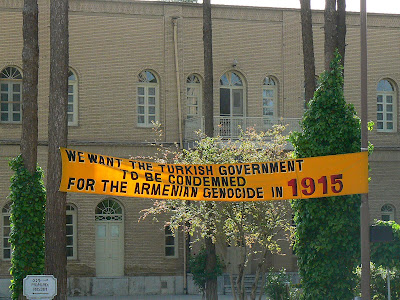 WE WANT THE TURKISH GOVERNMENT
TO BE CONDEMNED
FOR THE ARMENIAN GENOCIDE IN 1915